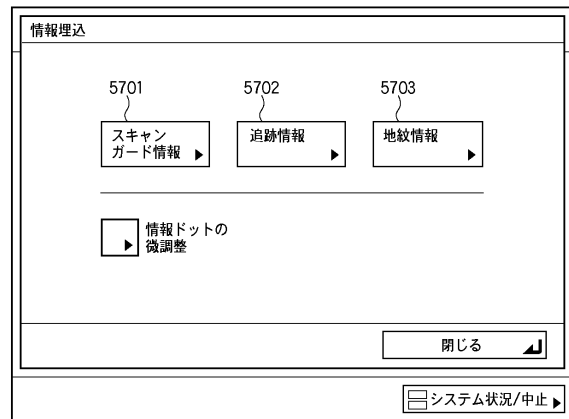 情報埋込
5701
5702
5703
スキャン
ガード情報
追跡情報
地紋情報
情報ドットの
微調整
閉じる
システム状況/中止